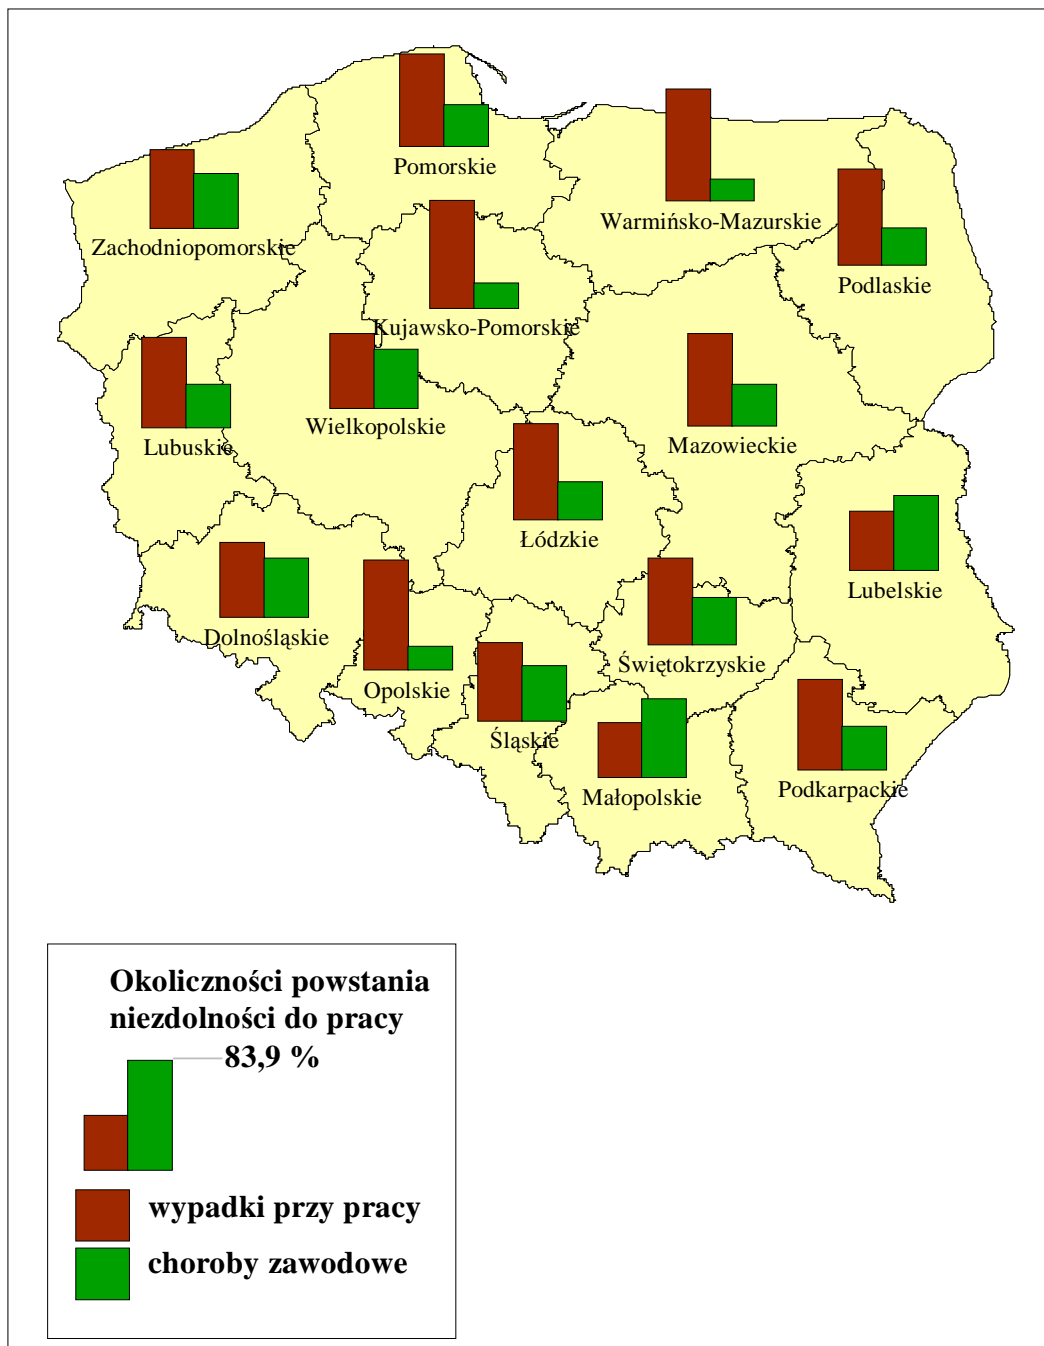 Pomorskie
Warmińsko-Mazurskie
Zachodniopomorskie
Podlaskie
Kujawsko-Pomorskie
Wielkopolskie
Lubuskie
Mazowieckie
Łódzkie
Lubelskie
Dolnośląskie
Świętokrzyskie
Opolskie
Śląskie
Podkarpackie
Małopolskie
Okoliczności powstania
niezdolności do pracy
83,9 %
wypadki przy pracy
choroby zawodowe